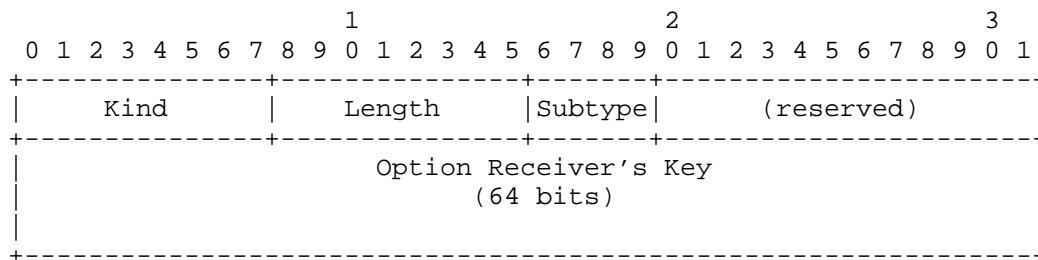 1                   2                   3
 0 1 2 3 4 5 6 7 8 9 0 1 2 3 4 5 6 7 8 9 0 1 2 3 4 5 6 7 8 9 0 1
+---------------+---------------+-------+----------------------
|     Kind      |    Length     |Subtype|      (reserved)
+---------------+---------------+-------+----------------------
|                      Option Receiver's Key
|                            (64 bits)
|
+---------------------------------------------------------------